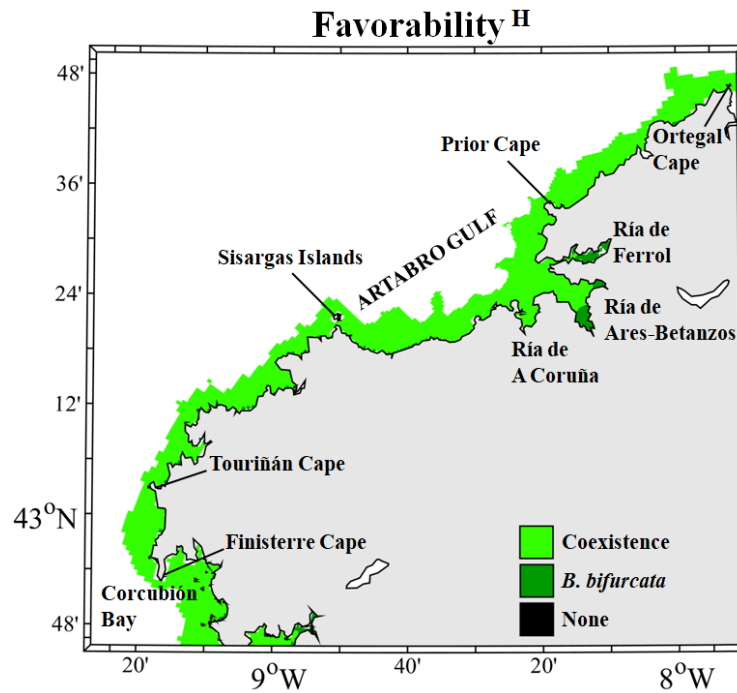 Favorability H
48'
Ortegal
Cape
Prior Cape
36'
Ría de
Ferrol
ARTABRO GULF
Sisargas Islands
24'
Ría de
Ares-Betanzos
Ría de
A Coruña
12'
Touriñán Cape
43°N
Finisterre Cape
Coexistence
Corcubión
Bay
B. bifurcata
None
48'
20'
9°W
40'
20'
8°W